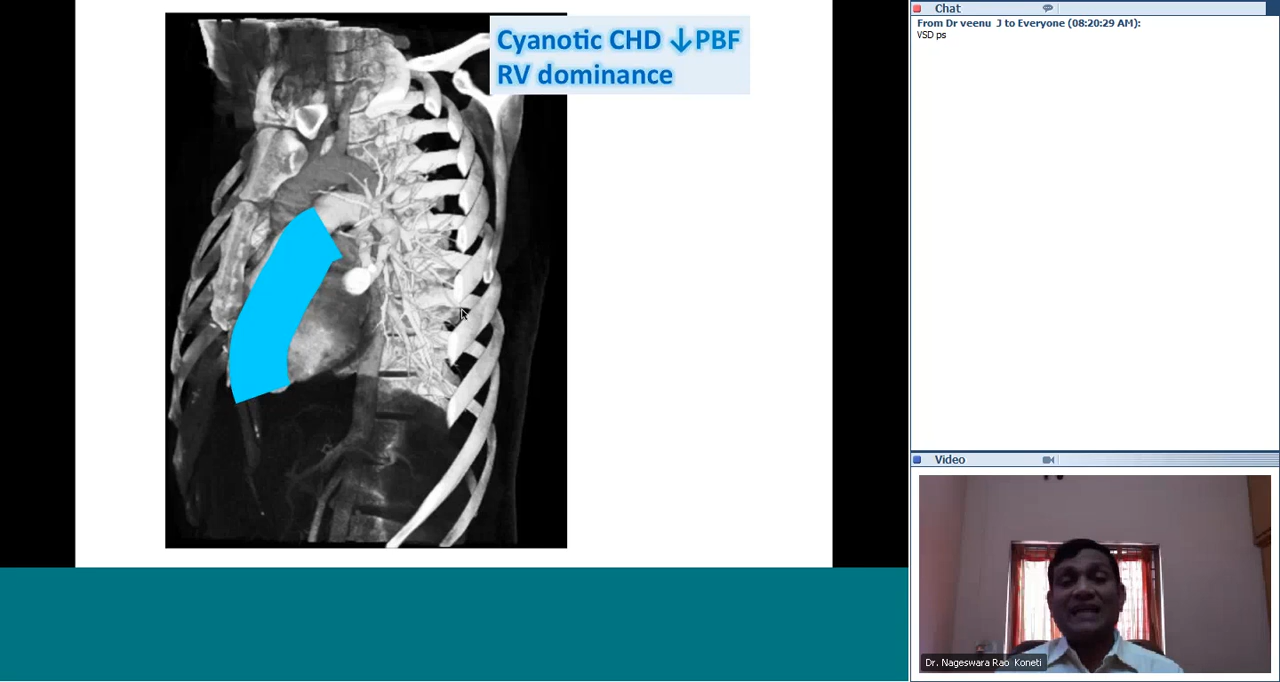 Cyanotic CHD ↓PBF
RV dominance
Chat
From Dr veenu J to Everyone (08:20:29 AM):
VSD ps
Video
Dr. Nageswara Rao Koneti